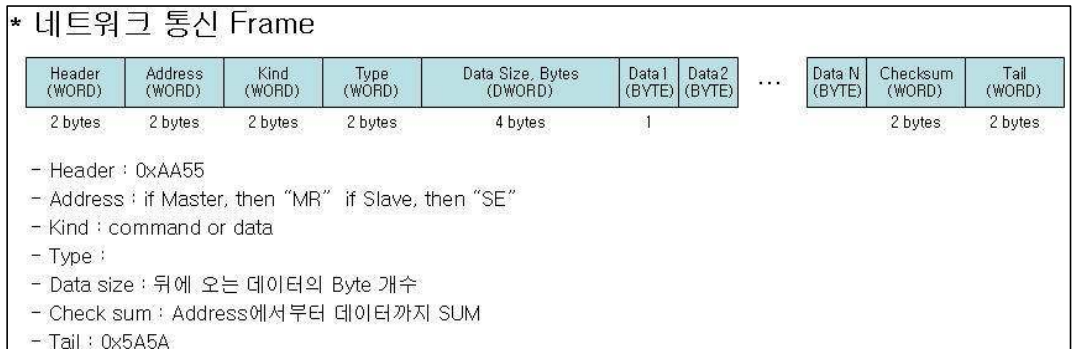 * 네트워크 통신 Frame
Header Address Kind Type Data Size, Bytes Data1 Data2 ... Data N Checksum Tail
(WORD) (WORD) (WORD) (WORD) (DWORD) (BYTE) (BYTE) (BYTE) (WORD) (WORD)
2 bytes 2 bytes 2 bytes 2 bytes 4 bytes 1 2 bytes 2 bytes
- Header : 0xAA55
- Address : if Master, then "MR" if Slave, then "SE"
- Kind : command or data
- Type :
- Data size : 뒤에 오는 데이터의 Byte 개수
- Check sum : Address에서부터 데이터까지 SUM
- Tail : 0x5A5A